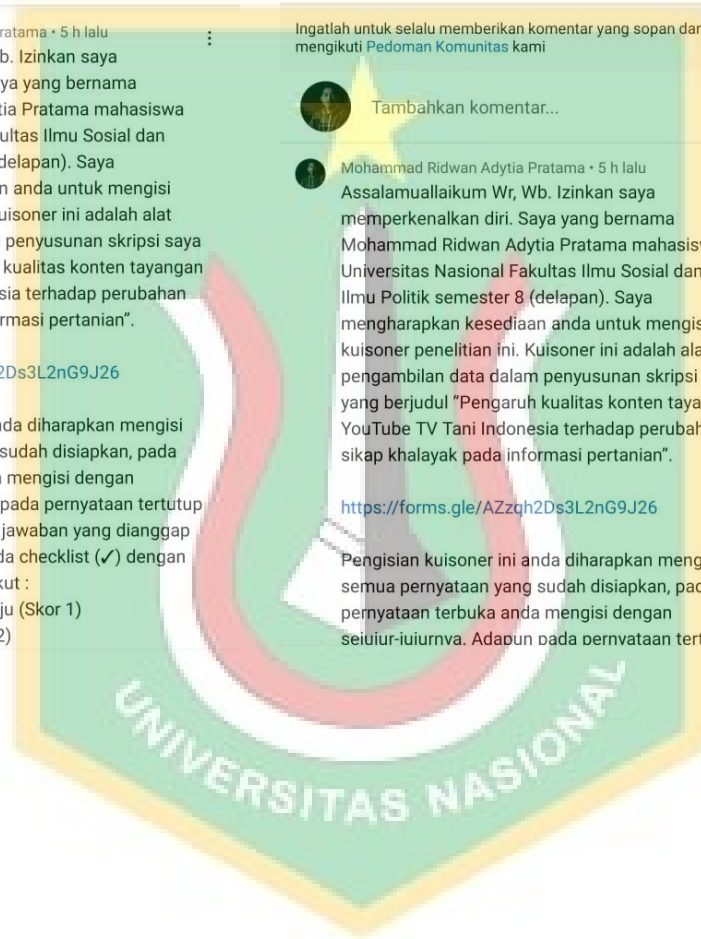 ratama • 5 h lalu
b. Izinkan saya
ya yang bernama
tia Pratama mahasiswa
ultas Ilmu Sosial dan
delapan). Saya
n anda untuk mengisi
uisoner ini adalah alat
penyusunan skripsi saya
kualitas konten tayangan
sia terhadap perubahan
rmasi pertanian”.
2Ds3L2nG9J26
nda diharapkan mengisi
sudah disiapkan, pada
a mengisi dengan
pada pernyataan tertutup
jawaban yang dianggap
da checklist (✓) dengan
kut :
ju (Skor 1)
2)
Ingatlah untuk selalu memberikan komentar yang sopan dan
mengikuti Pedoman Komunitas kami
Tambahkan komentar...
Mohammad Ridwan Adytia Pratama • 5 h lalu
Assalamuallaikum Wr, Wb. Izinkan saya
memperkenalkan diri. Saya yang bernama
Mohammad Ridwan Adytia Pratama mahasisw
Universitas Nasional Fakultas Ilmu Sosial dan
Ilmu Politik semester 8 (delapan). Saya
mengharapkan kesediaan anda untuk mengis
kuisoner penelitian ini. Kuisoner ini adalah ala
pengambilan data dalam penyusunan skripsi
yang berjudul “Pengaruh kualitas konten taya
YouTube TV Tani Indonesia terhadap perubah
sikap khalayak pada informasi pertanian”.
https://forms.gle/AZzqh2Ds3L2nG9J26
Pengisian kuisoner ini anda diharapkan meng
semua pernyataan yang sudah disiapkan, pad
pernyataan terbuka anda mengisi dengan
sejujur-jujurnya. Adapun pada pernyataan tert
UNIVERSITAS NASIONAL